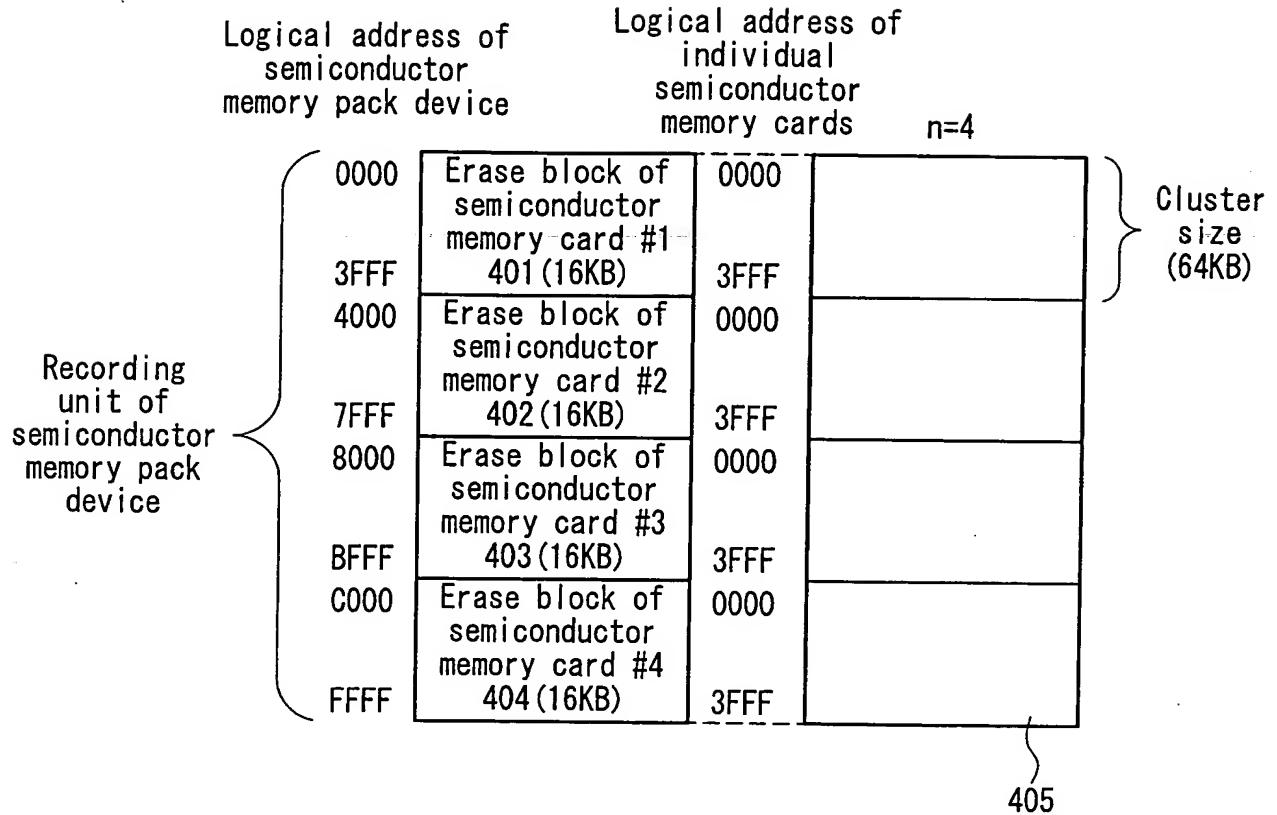 Logical address of
semiconductor
memory pack device
Logical address of
individual
semiconductor
memory cards
n=4
0000
Erase block of
semiconductor
memory card #1
401(16KB)
3FFF
0000
3FFF
Cluster
size
(64KB)
4000
Erase block of
semiconductor
memory card #2
402(16KB)
7FFF
0000
3FFF
Recording
unit of
semiconductor
memory pack
device
8000
Erase block of
semiconductor
memory card #3
403(16KB)
BFFF
0000
3FFF
C000
Erase block of
semiconductor
memory card #4
404(16KB)
FFFF
0000
3FFF
405